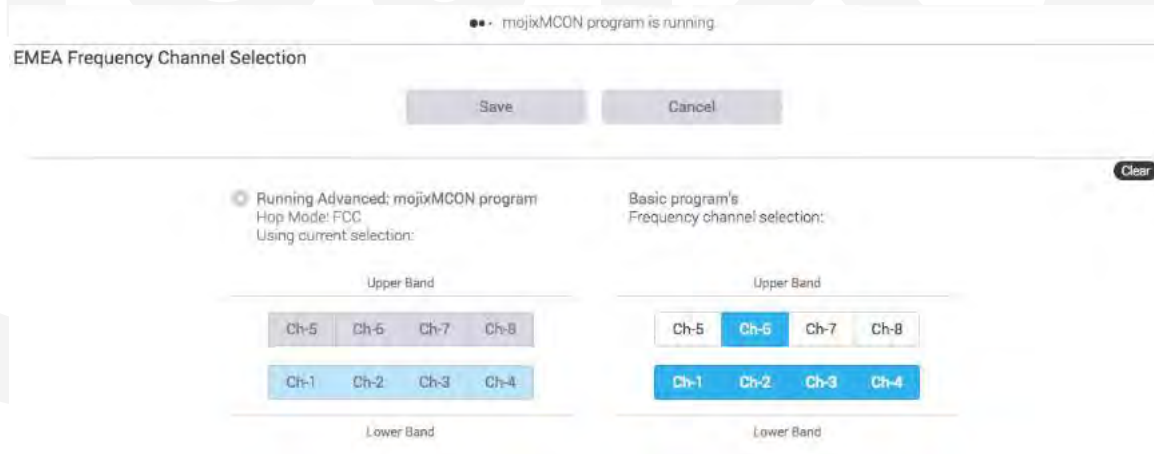 mojixMCON program is running
EMEA Frequency Channel Selection
Save Cancel
Clear
Running Advanced: mojixMCON program
Hop Mode: FCC
Using current selection:
Basic program's
Frequency channel selection:
Upper Band Upper Band
Ch-5 Ch-6 Ch-7 Ch-8 Ch-5 Ch-6 Ch-7 Ch-8
Ch-1 Ch-2 Ch-3 Ch-4 Ch-1 Ch-2 Ch-3 Ch-4
Lower Band Lower Band